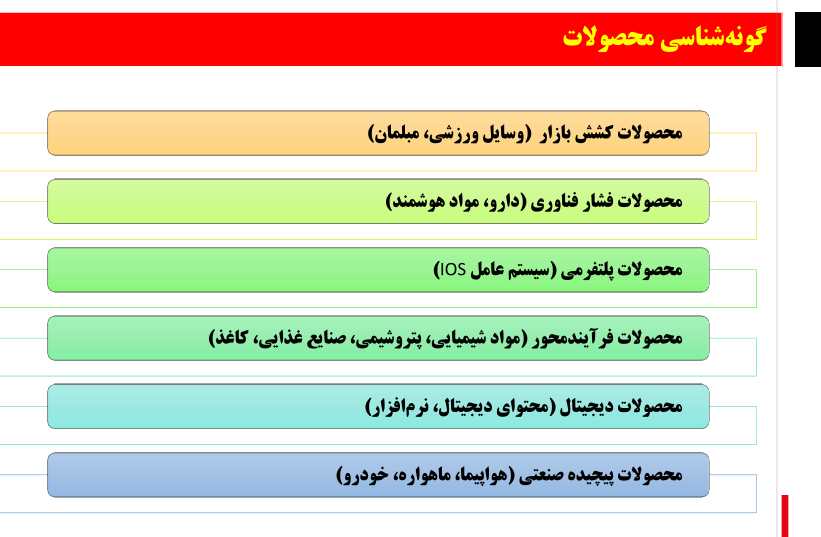 گونه‌شناسی محصولات
محصولات کشش بازار (وسایل ورزشی، مبلمان)
محصولات فشار فناوری (دارو، مواد هوشمند)
محصولات پلتفرمی (سیستم عامل IOS)
محصولات فرآیندمحور (مواد شیمیایی، پتروشیمی، صنایع غذایی، کاغذ)
محصولات دیجیتال (محتوای دیجیتال، نرم‌افزار)
محصولات پیچیده صنعتی (هواپیما، ماهواره، خودرو)